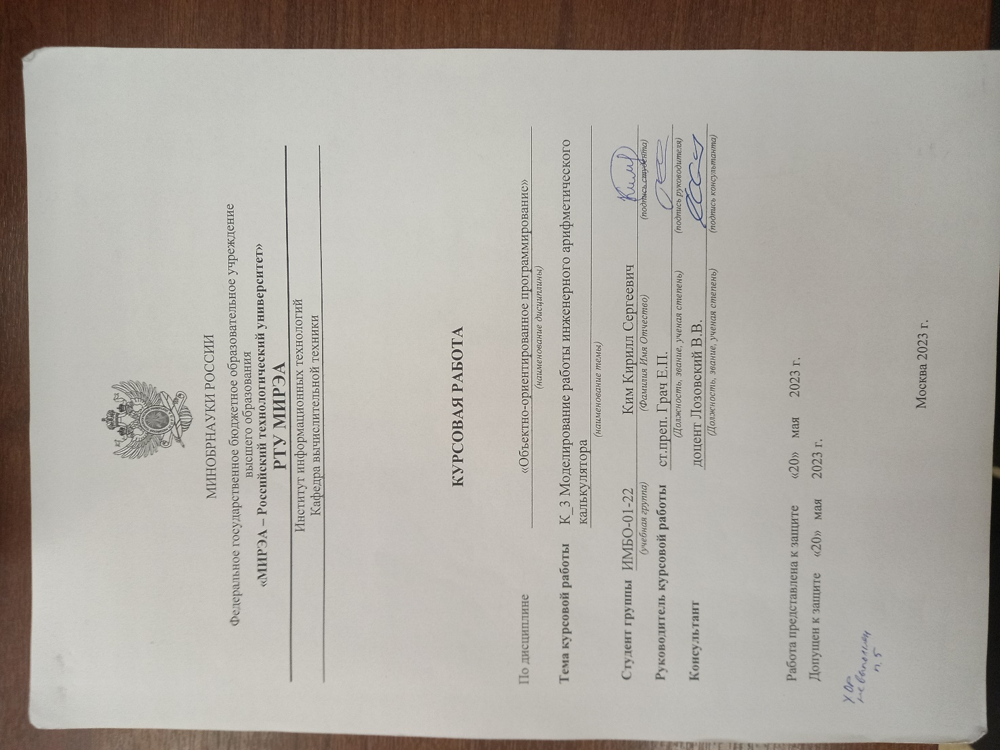 МИНОБРНАУКИ РОССИИ
Федеральное государственное бюджетное образовательное учреждение
высшего образования
«МИРЭА – Российский технологический университет»
РТУ МИРЭА
Институт информационных технологий
Кафедра вычислительной техники
КУРСОВАЯ РАБОТА
По дисциплине «Объектно-ориентированное программирование»
(наименование дисциплины)
Тема курсовой работы К_3 Моделирование работы инженерного арифметического
калькулятора
(наименование темы)
Студент группы ИМБО-01-22 Ким Кирилл Сергеевич
(учебная группа) (Фамилия Имя Отчество) (подпись студента)
Руководитель курсовой работы ст.преп. Грач Е.П.
(Должность, звание, ученая степень) (подпись руководителя)
Консультант доцент Лозовский В.В.
(Должность, звание, ученая степень) (подпись консультанта)
Работа представлена к защите «20» мая 2023 г.
Допущен к защите «20» мая 2023 г.
хор
не выполнен
п. 5
Москва 2023 г.